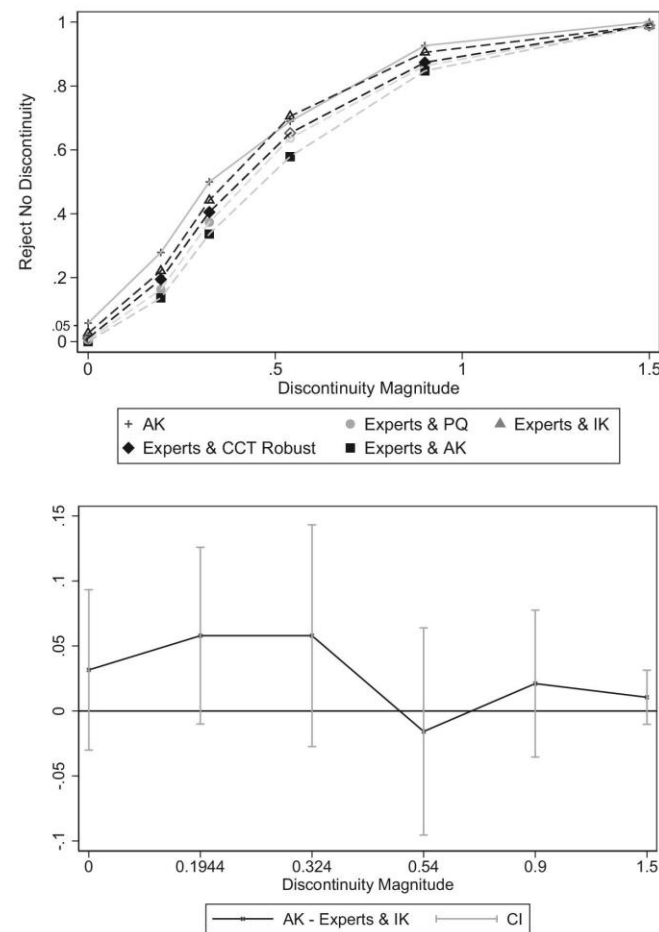 1
.8
.6
.4
.2
.05
0
Reject No Discontinuity
0 .5 1 1.5
Discontinuity Magnitude
+ AK Experts & PQ Experts & IK
Experts & CCT Robust Experts & AK
.15
.1
.05
0
-.05
-.1
0 0.1944 0.324 0.54 0.9 1.5
Discontinuity Magnitude
AK - Experts & IK CI